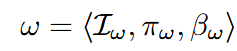 ω = ⟨ℐ_ω, π_ω, β_ω⟩